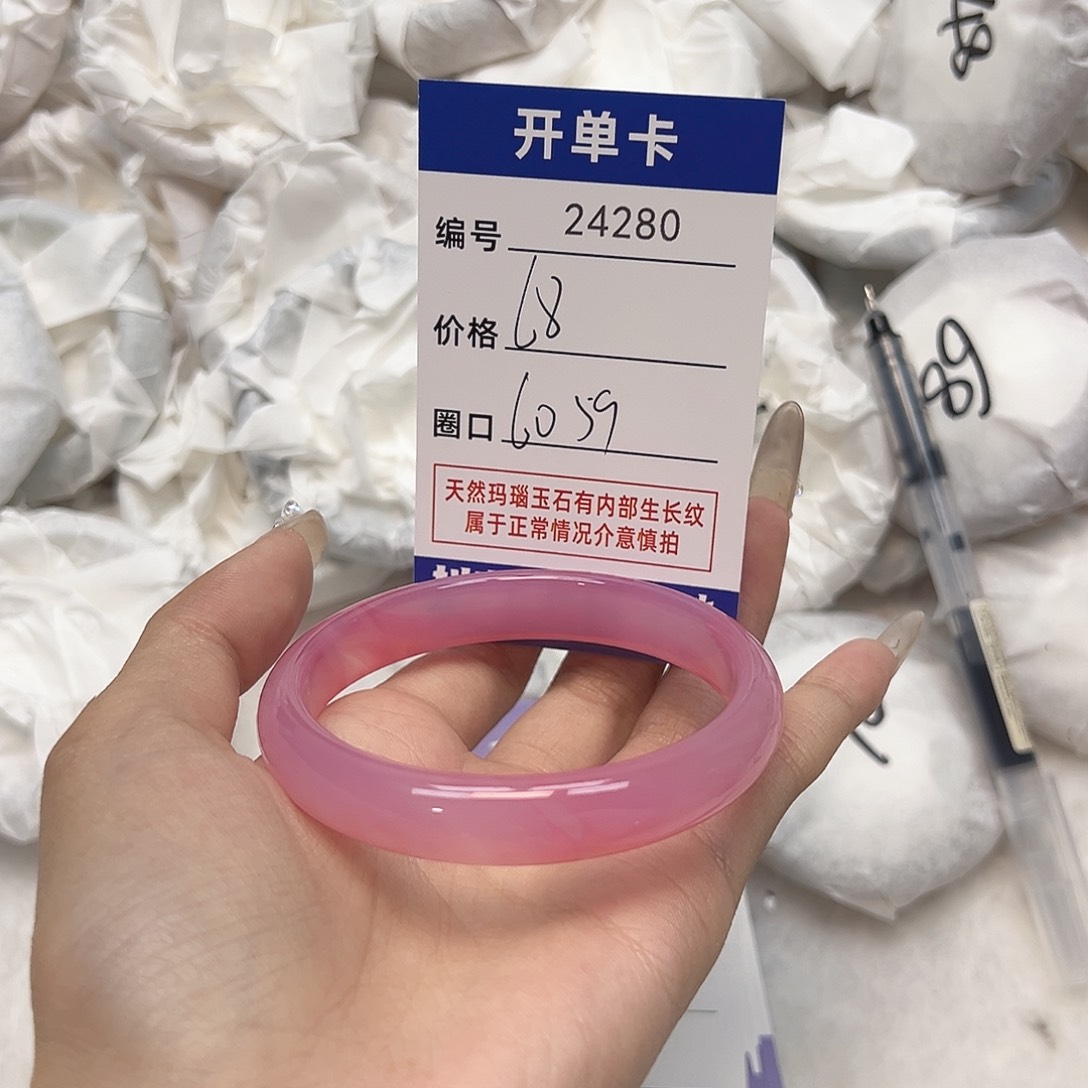 开单卡
编号 24280
价格 68
圈口 60 59
天然玛瑙玉石有内部生长纹
属于正常情况介意慎拍
68